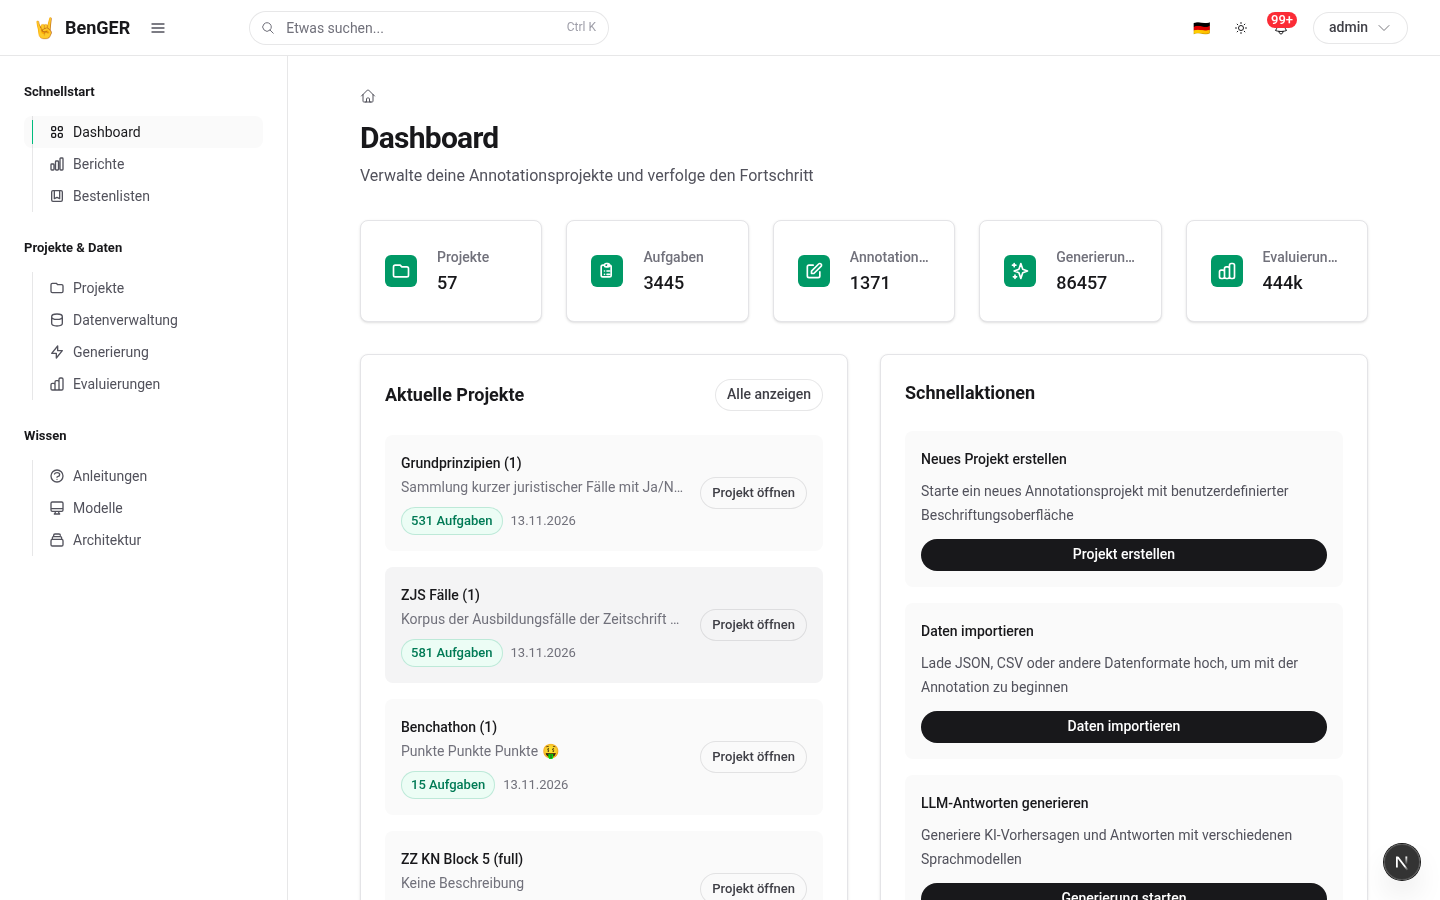 BenGER
Etwas suchen...
Ctrl K
99+
admin
Schnellstart
Dashboard
Berichte
Bestenlisten
Projekte & Daten
Projekte
Datenverwaltung
Generierung
Evaluierungen
Wissen
Anleitungen
Modelle
Architektur
Dashboard
Verwalte deine Annotationsprojekte und verfolge den Fortschritt
Projekte
57
Aufgaben
3445
Annotation...
1371
Generierun...
86457
Evaluierun...
444k
Aktuelle Projekte
Alle anzeigen
Grundprinzipien (1)
Sammlung kurzer juristischer Fälle mit Ja/N...
Projekt öffnen
531 Aufgaben
13.11.2026
ZJS Fälle (1)
Korpus der Ausbildungsfälle der Zeitschrift ...
Projekt öffnen
581 Aufgaben
13.11.2026
Benchathon (1)
Punkte Punkte Punkte 🤑
Projekt öffnen
15 Aufgaben
13.11.2026
ZZ KN Block 5 (full)
Keine Beschreibung
Projekt öffnen
Schnellaktionen
Neues Projekt erstellen
Starte ein neues Annotationsprojekt mit benutzerdefinierter
Beschriftungsoberfläche
Projekt erstellen
Daten importieren
Lade JSON, CSV oder andere Datenformate hoch, um mit der
Annotation zu beginnen
Daten importieren
LLM-Antworten generieren
Generiere KI-Vorhersagen und Antworten mit verschiedenen
Sprachmodellen
Generierung starten
N